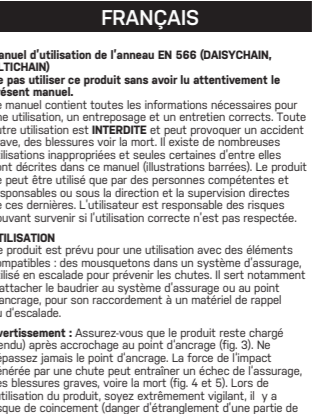 FRANÇAIS
anuel d'utilisation de l'anneau EN 566 (DAISYCHAIN,
LTICHAIN)
e pas utiliser ce produit sans avoir lu attentivement le
résent manuel.
e manuel contient toutes les informations nécessaires pour
ne utilisation, un entreposage et un entretien corrects. Toute
utre utilisation est INTERDITE et peut provoquer un accident
rave, des blessures voir la mort. Il existe de nombreuses
tilisations inappropriées et seules certaines d'entre elles
ont décrites dans ce manuel (illustrations barrées). Le produit
e peut être utilisé que par des personnes compétentes et
esponsables ou sous la direction et la supervision directes
e ces dernières. L'utilisateur est responsable des risques
ouvant survenir si l'utilisation correcte n'est pas respectée.
TILISATION
e produit est prévu pour une utilisation avec des éléments
ompatibles : des mousquetons dans un système d'assurage,
tilisé en escalade pour prévenir les chutes. Il sert notamment
attacher le baudrier au système d'assurage ou au point
'ancrage, pour son raccordement à un matériel de rappel
u d'escalade.
vertissement : Assurez-vous que le produit reste chargé
endu) après accrochage au point d'ancrage (fig. 3). Ne
épassez jamais le point d'ancrage. La force de l'impact
énérée par une chute peut entraîner un échec de l'assurage,
es blessures graves, voire la mort (fig. 4 et 5). Lors de
utilisation du produit, soyez extrêmement vigilant, il y a
sque de coincement (danger d'étranglement d'une partie de